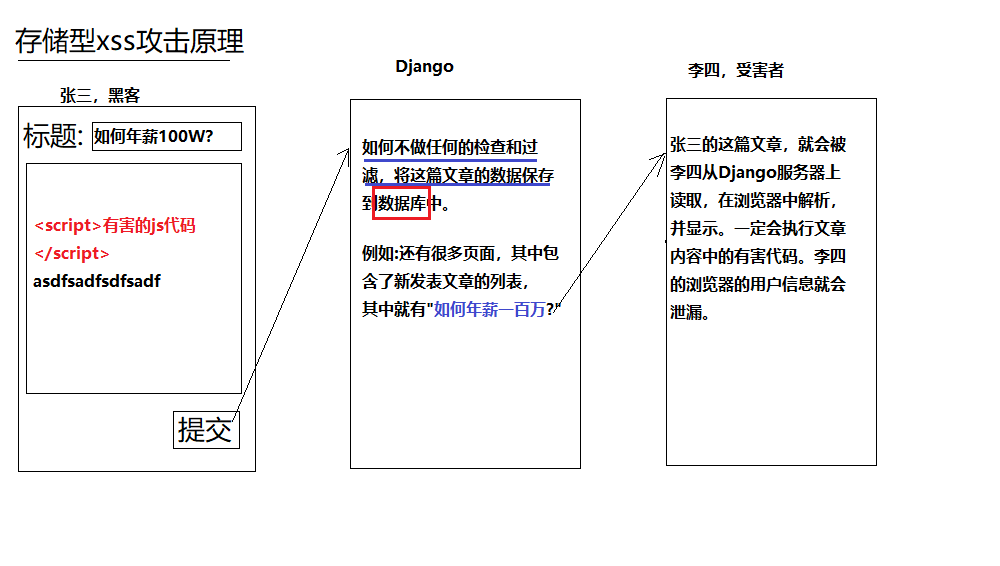 存储型xss攻击原理
张三，黑客
标题:
如何年薪100W?
<script>有害的js代码
</script>
asdfsadfsdfsadf
提交
Django
如何不做任何的检查和过
滤，将这篇文章的数据保存
到数据库中。
例如:还有很多页面，其中包
含了新发表文章的列表，
其中就有"如何年薪一百万?"
李四，受害者
张三的这篇文章，就会被
李四从Django服务器上
读取，在浏览器中解析，
并显示。一定会执行文章
内容中的有害代码。李四
的浏览器的用户信息就会
泄漏。